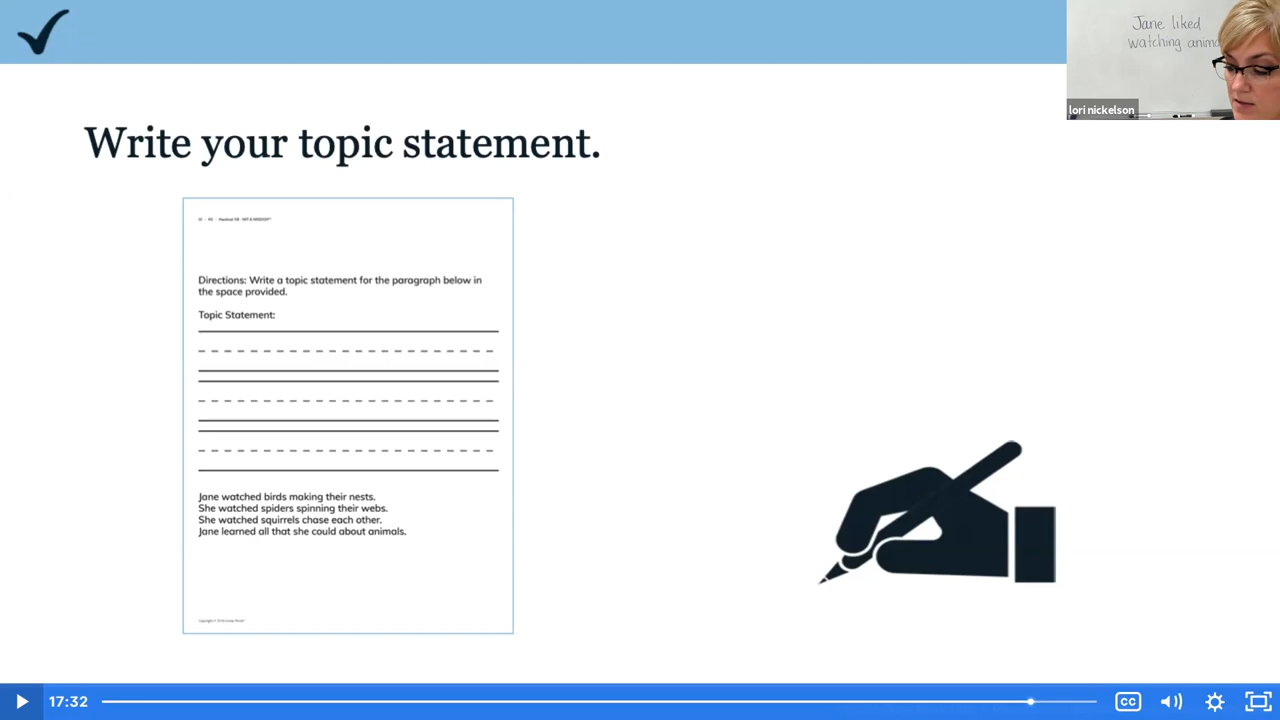 Jane liked
watching
lori nickelson
Write your topic statement.
Directions: Write a topic statement for the paragraph below in
the space provided.
Topic Statement:
Jane watched birds making their nests.
She watched spiders spinning their webs.
She watched squirrels chase each other.
Jane learned all that she could about animals.
17:32
CC